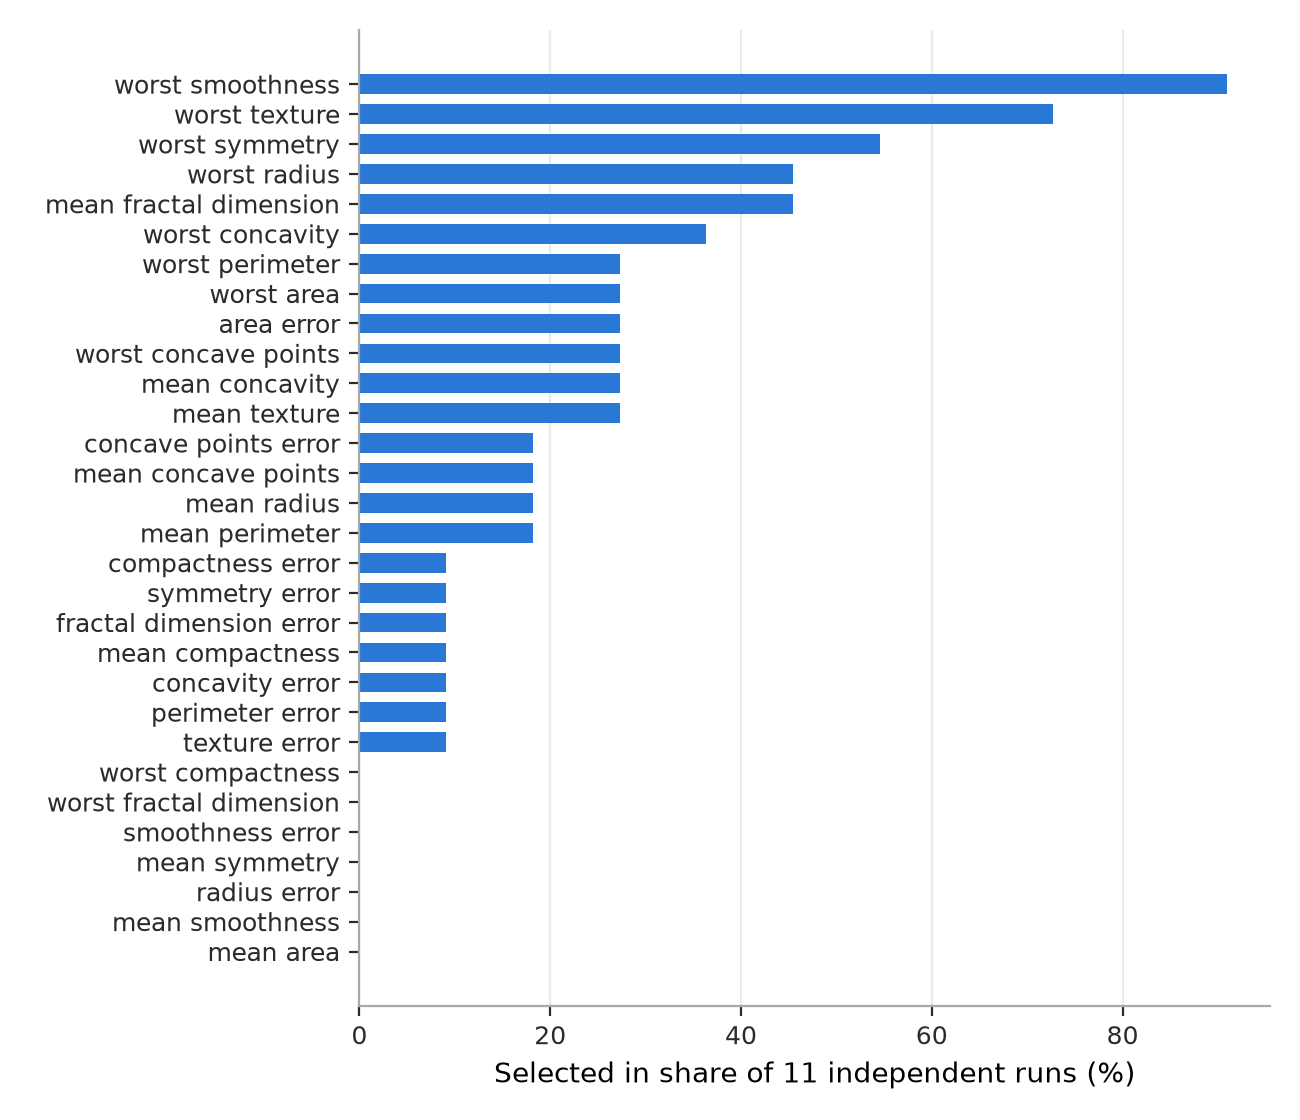 worst smoothness
worst texture
worst symmetry
worst radius
mean fractal dimension
worst concavity
worst perimeter
worst area
area error
worst concave points
mean concavity
mean texture
concave points error
mean concave points
mean radius
mean perimeter
compactness error
symmetry error
fractal dimension error
mean compactness
concavity error
perimeter error
texture error
worst compactness
worst fractal dimension
smoothness error
mean symmetry
radius error
mean smoothness
mean area
0 20 40 60 80
Selected in share of 11 independent runs (%)